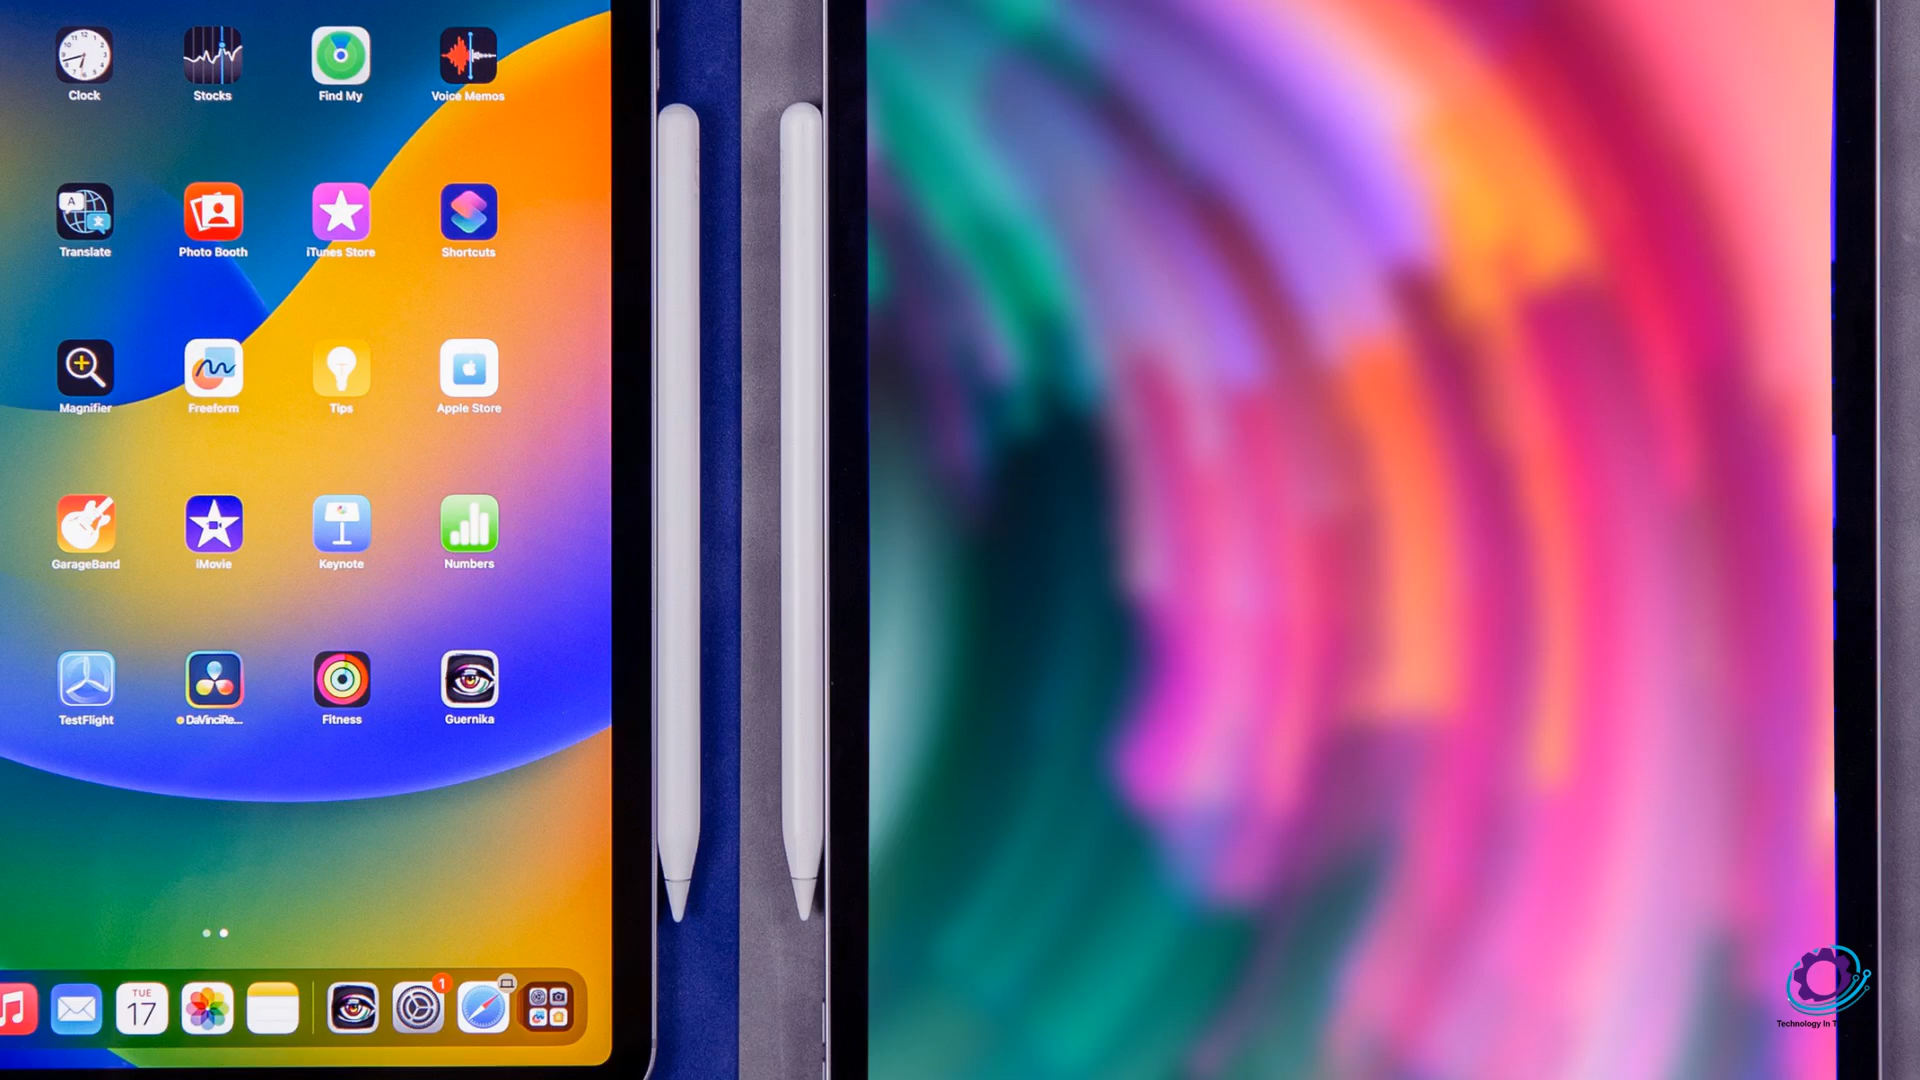 Clock
Stocks
Find My
Voice Memos
Translate
Photo Booth
iTunes Store
Shortcuts
Magnifier
Freeform
Tips
Apple Store
GarageBand
iMovie
Keynote
Numbers
TestFlight
DaVinciRe...
Fitness
Guernika
TUE
17
1
Technology In T